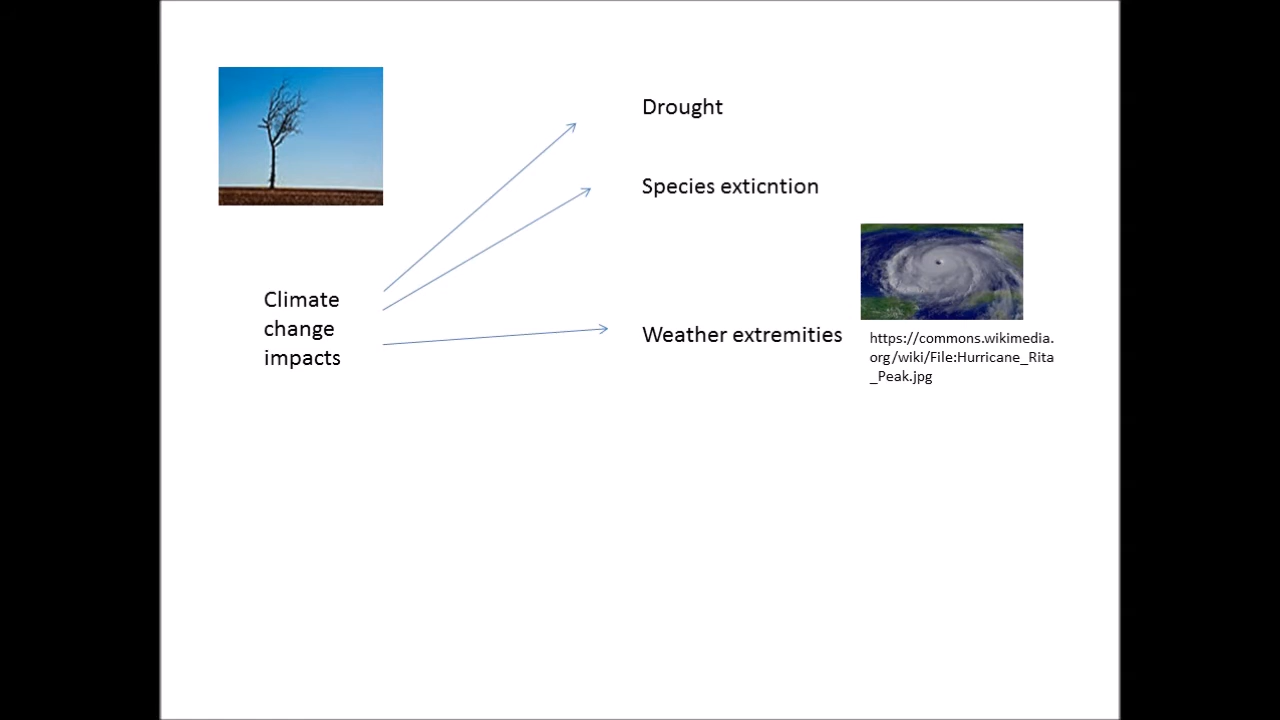 Drought
Species exticntion
Climate
change
impacts
Weather extremities
https://commons.wikimedia.
org/wiki/File:Hurricane_Rita
_Peak.jpg